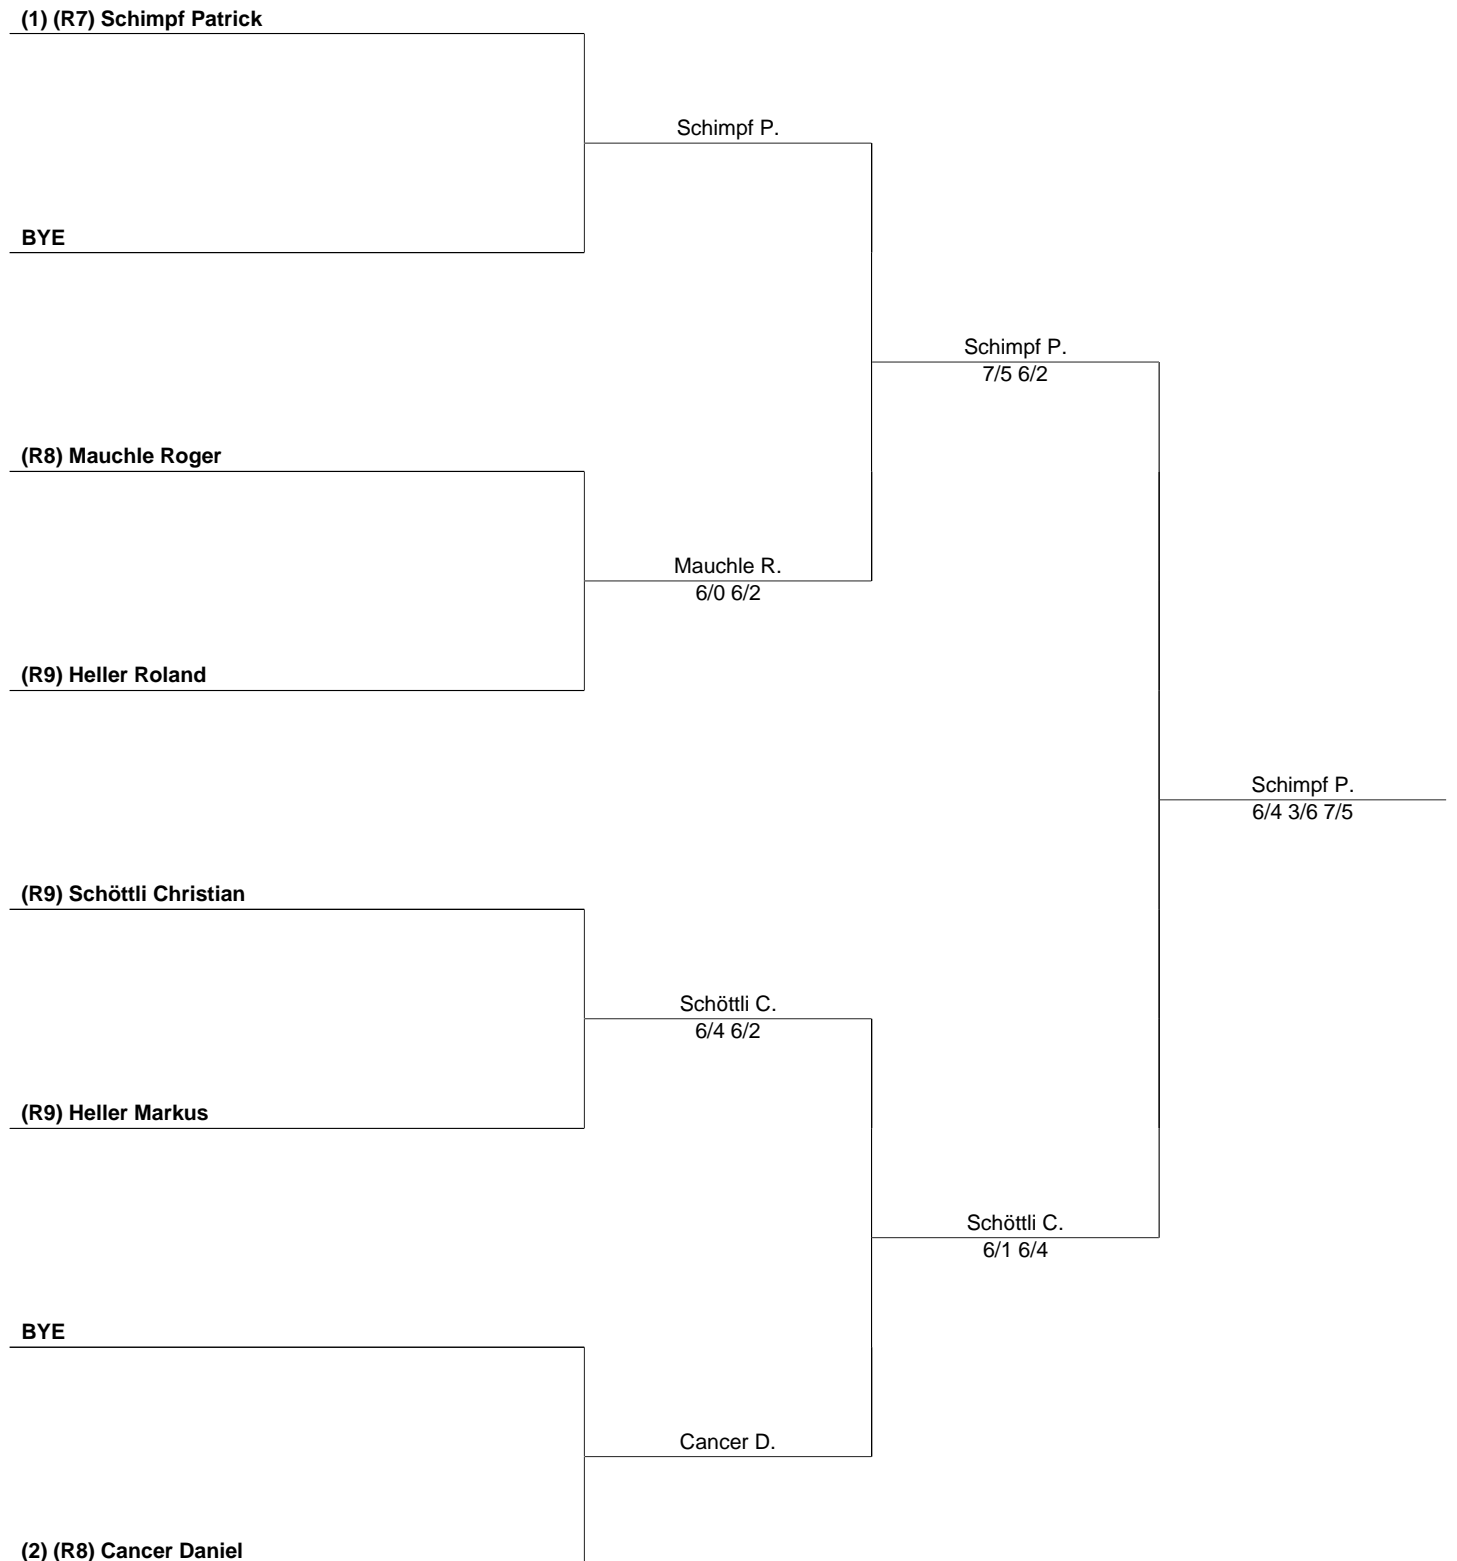 (1) (R7) Schimpf Patrick
Schimpf P.
BYE
Schimpf P.
7/5 6/2
(R8) Mauchle Roger
Mauchle R.
6/0 6/2
(R9) Heller Roland
Schimpf P.
6/4 3/6 7/5
(R9) Schöttli Christian
Schöttli C.
6/4 6/2
(R9) Heller Markus
Schöttli C.
6/1 6/4
BYE
Cancer D.
(2) (R8) Cancer Daniel